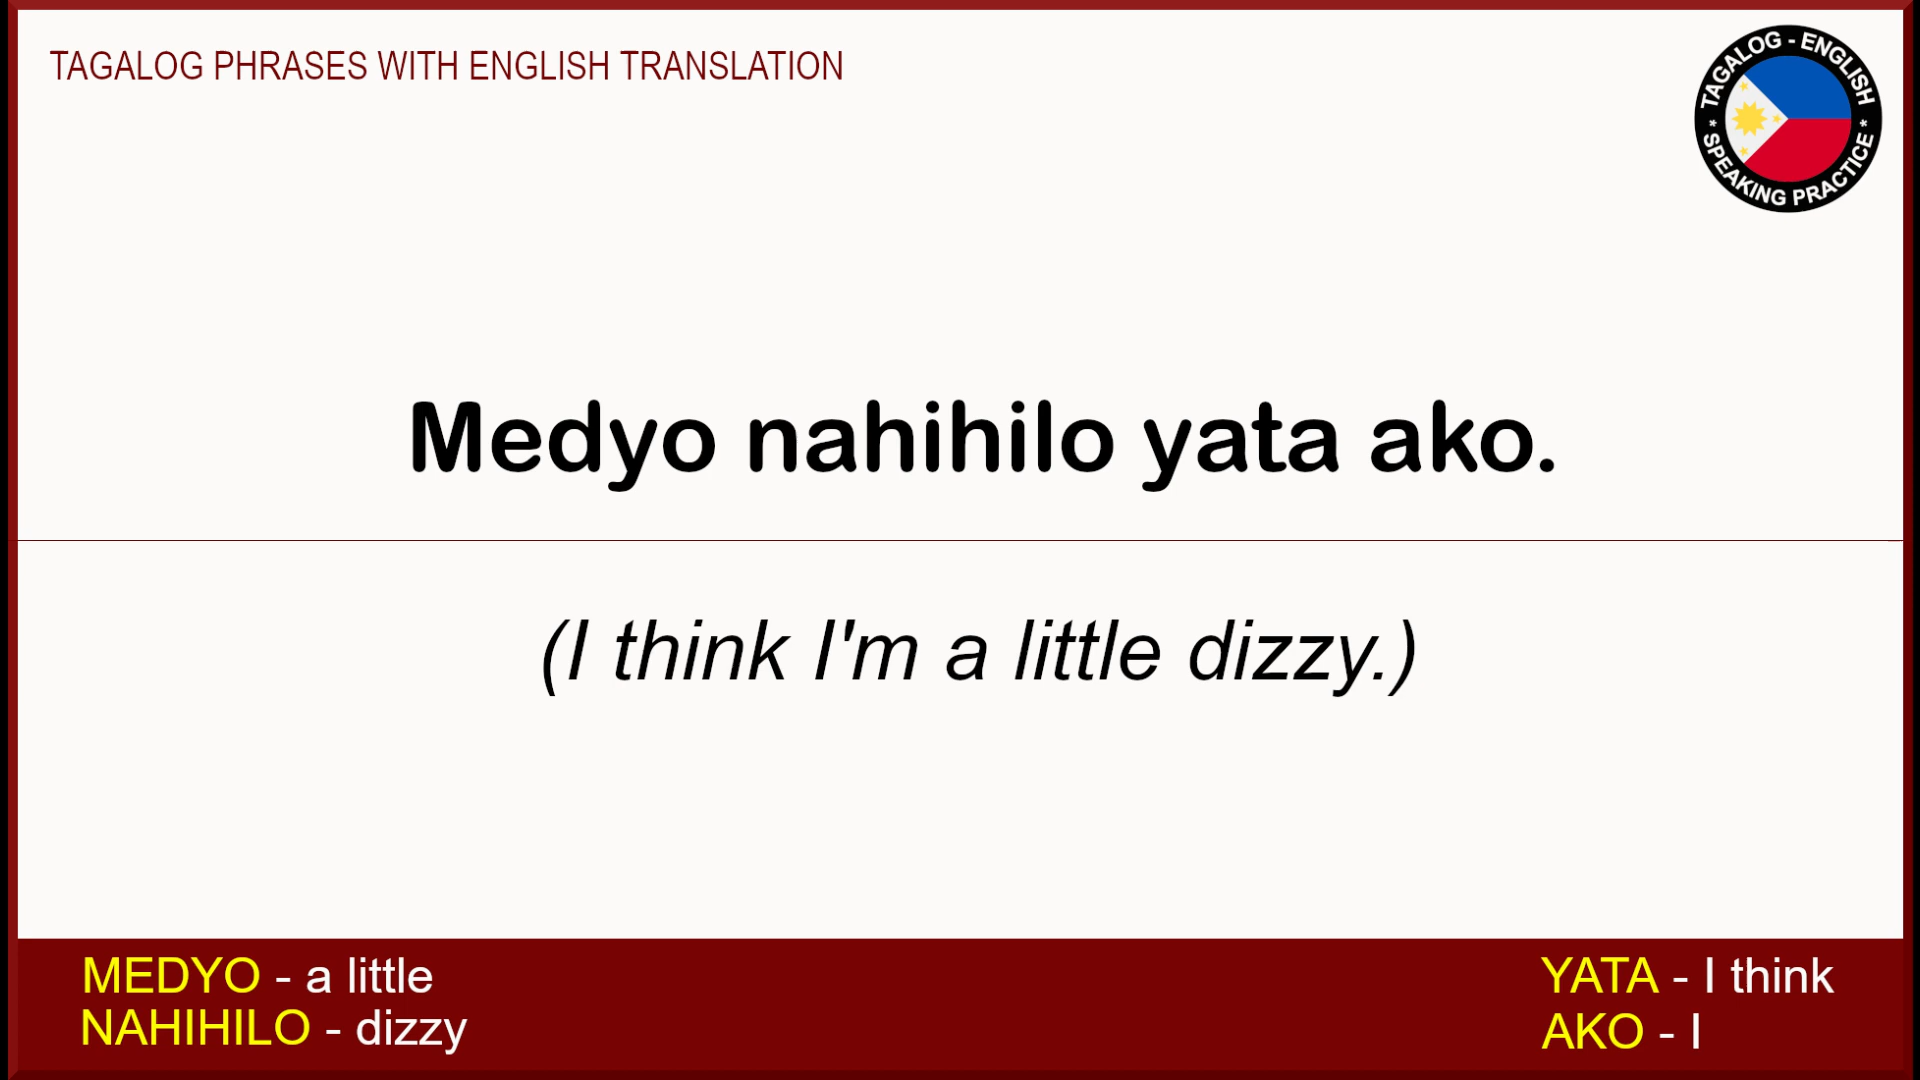 TAGALOG PHRASES WITH ENGLISH TRANSLATION
TAGALOG - ENGLISH
* SPEAKING PRACTICE *
Medyo nahihilo yata ako.
(I think I'm a little dizzy.)
MEDYO - a little
NAHIHILO - dizzy
YATA - I think
AKO - I